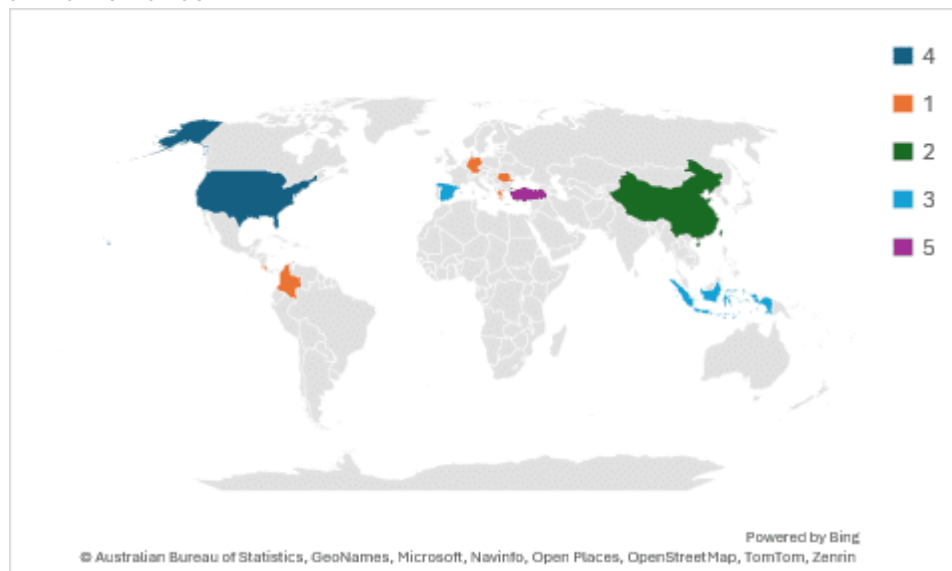 4
1
2
3
5
Powered by Bing
© Australian Bureau of Statistics, GeoNames, Microsoft, Navinfo, Open Places, OpenStreetMap, TomTom, Zenrin